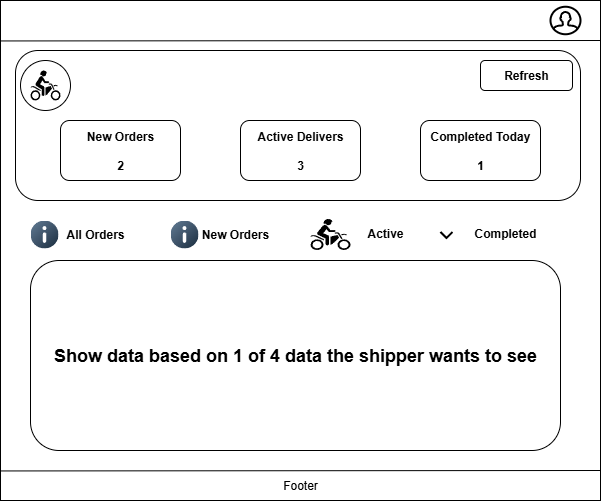 Refresh
New Orders
2
Active Delivers
3
Completed Today
1
All Orders
New Orders
Active
Completed
Show data based on 1 of 4 data the shipper wants to see
Footer